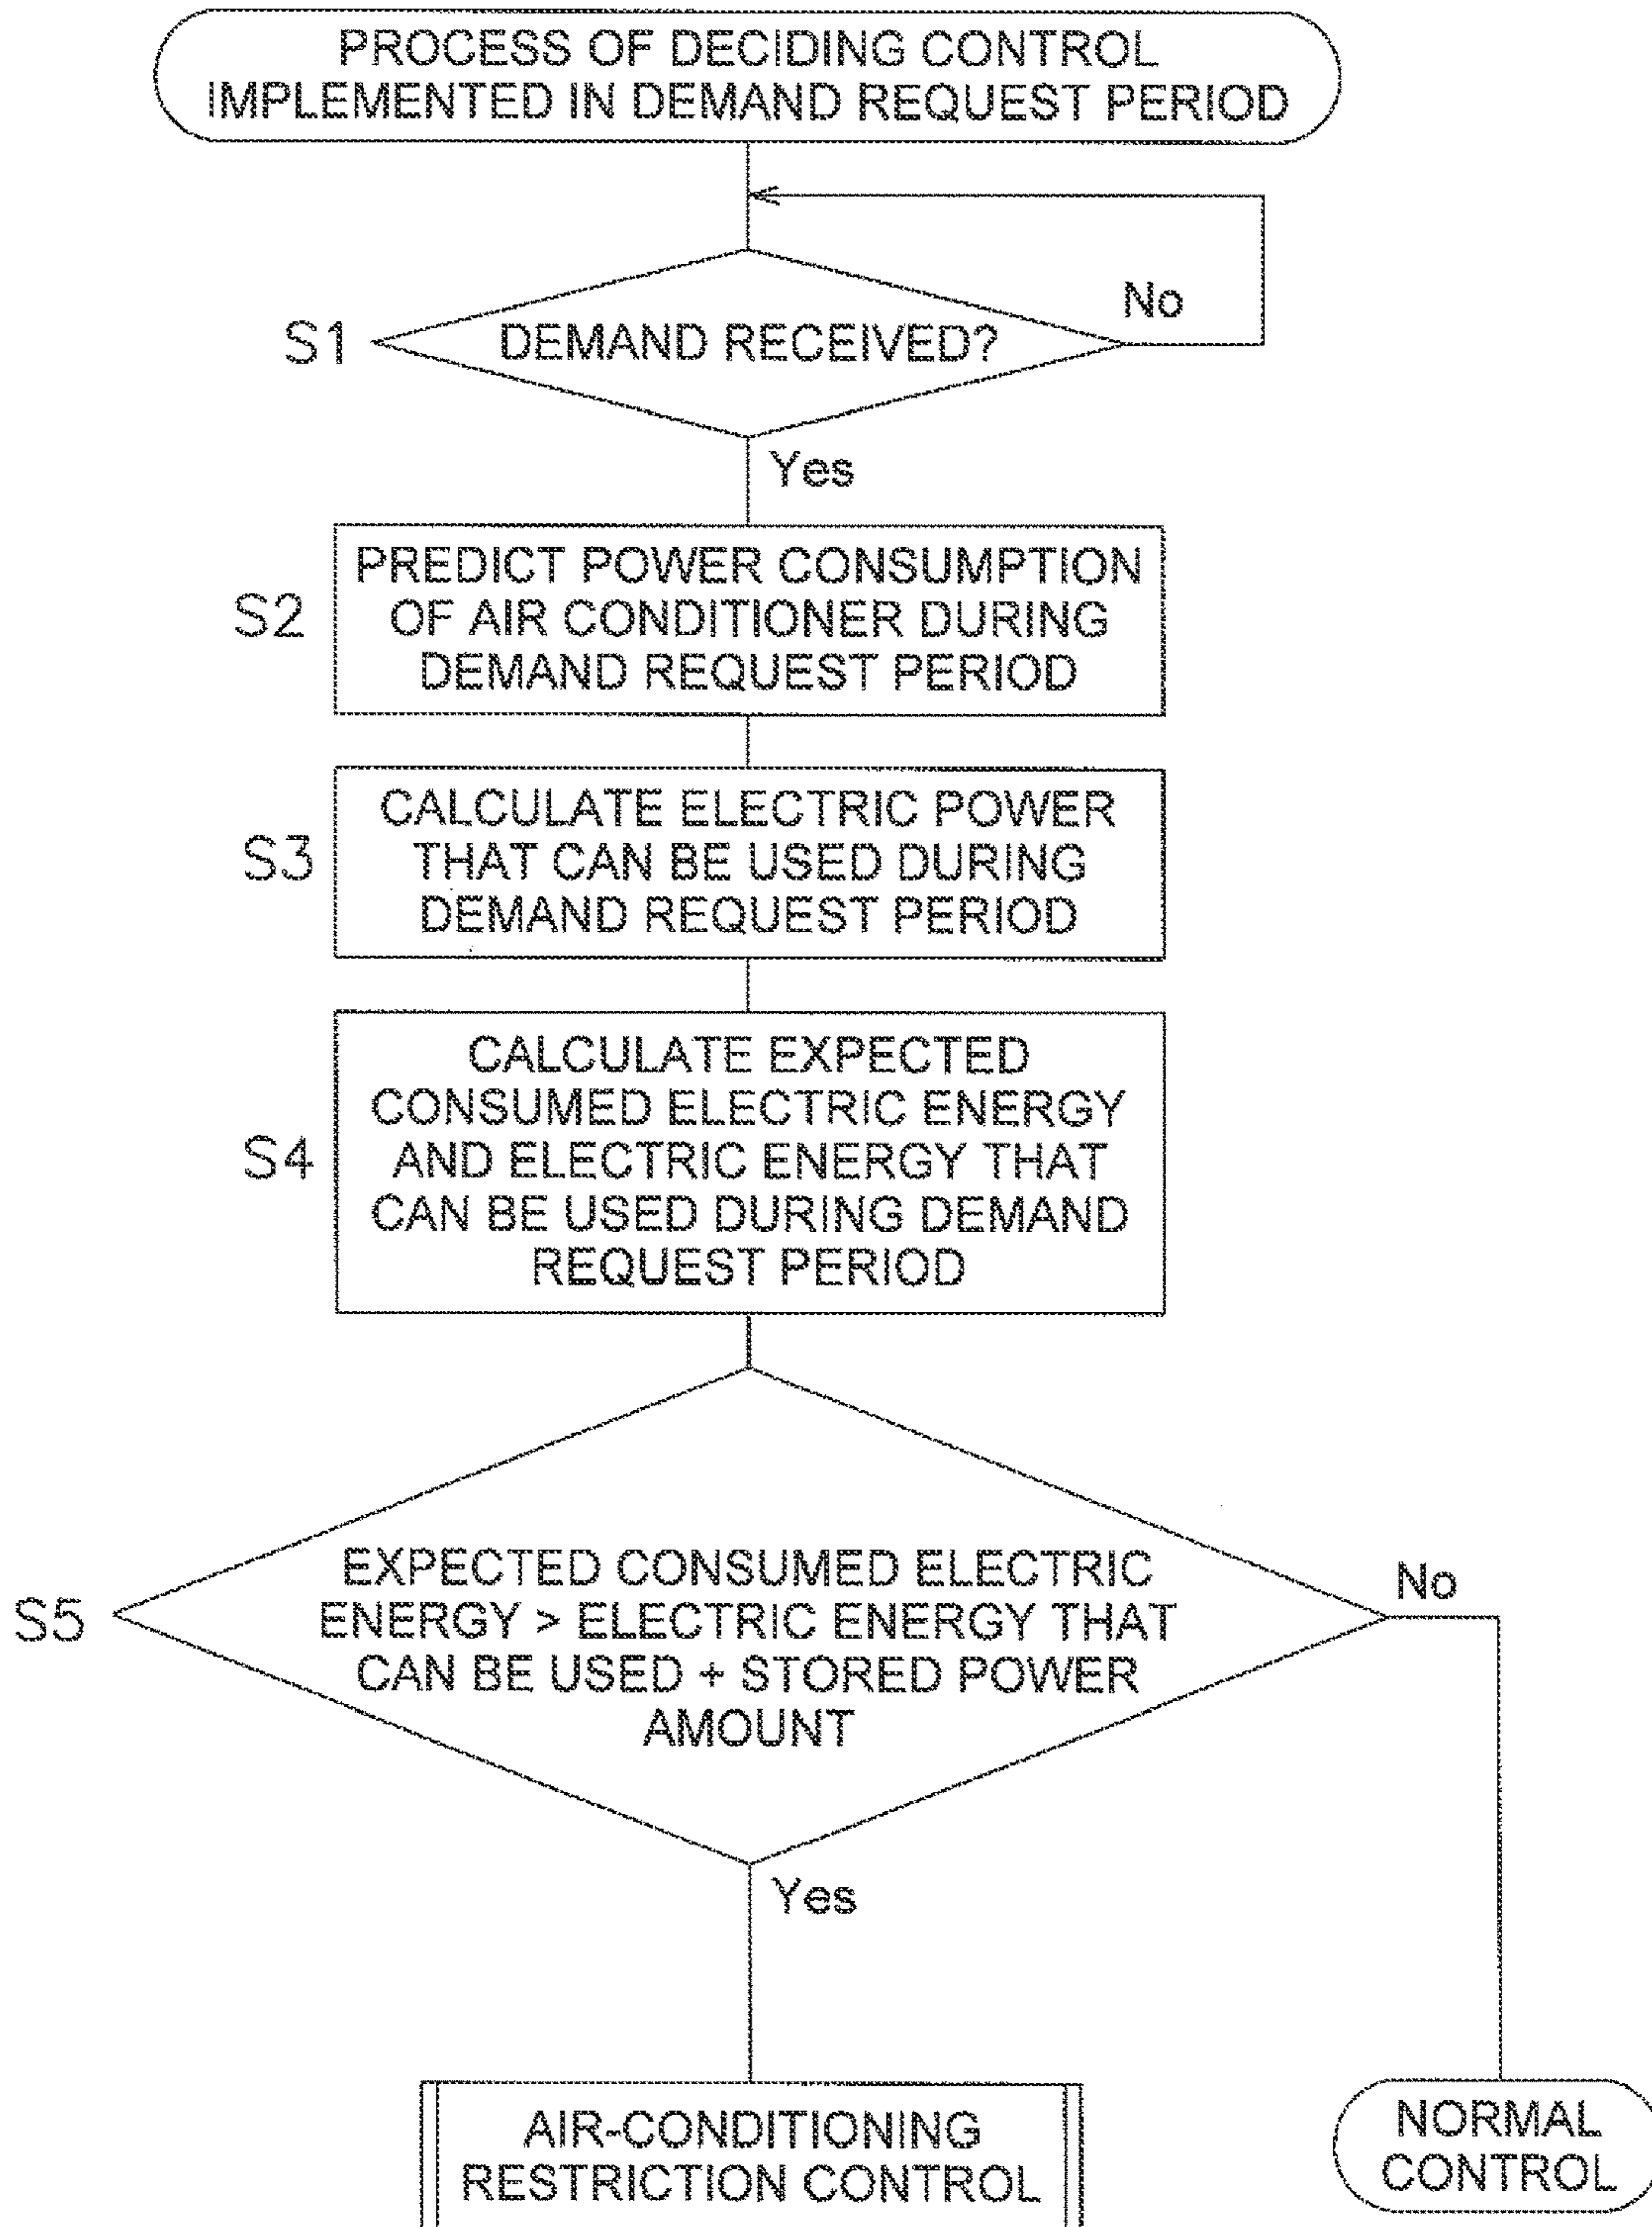 PROCESS OF DECIDING CONTROL
IMPLEMENTED IN DEMAND REQUEST PERIOD
No
S1
DEMAND RECEIVED?
Yes
S2
PREDICT POWER CONSUMPTION
OF AIR CONDITIONER DURING
DEMAND REQUEST PERIOD
S3
CALCULATE ELECTRIC POWER
THAT CAN BE USED DURING
DEMAND REQUEST PERIOD
S4
CALCULATE EXPECTED
CONSUMED ELECTRIC ENERGY
AND ELECTRIC ENERGY THAT
CAN BE USED DURING DEMAND
REQUEST PERIOD
S5
EXPECTED CONSUMED ELECTRIC
ENERGY > ELECTRIC ENERGY THAT
CAN BE USED + STORED POWER
AMOUNT
No
Yes
AIR-CONDITIONING
RESTRICTION CONTROL
NORMAL
CONTROL